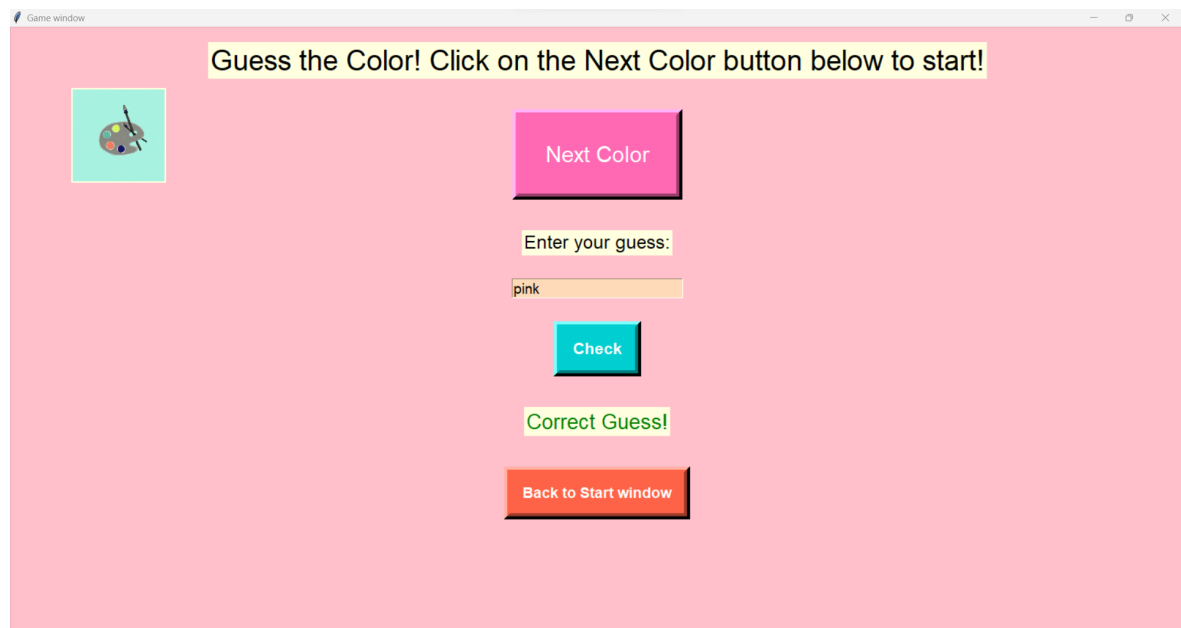 Game window
Guess the Color! Click on the Next Color button below to start!
Next Color
Enter your guess:
pink
Check
Correct Guess!
Back to Start window